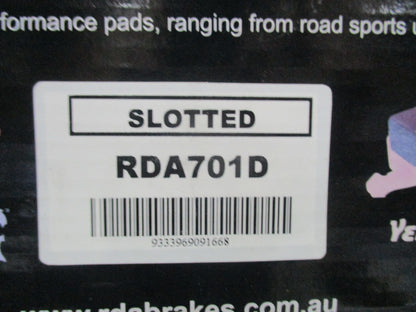 formance pads, ranging from road sports
SLOTTED
RDA701D
9333969091668
www.rdabrakes.com.au